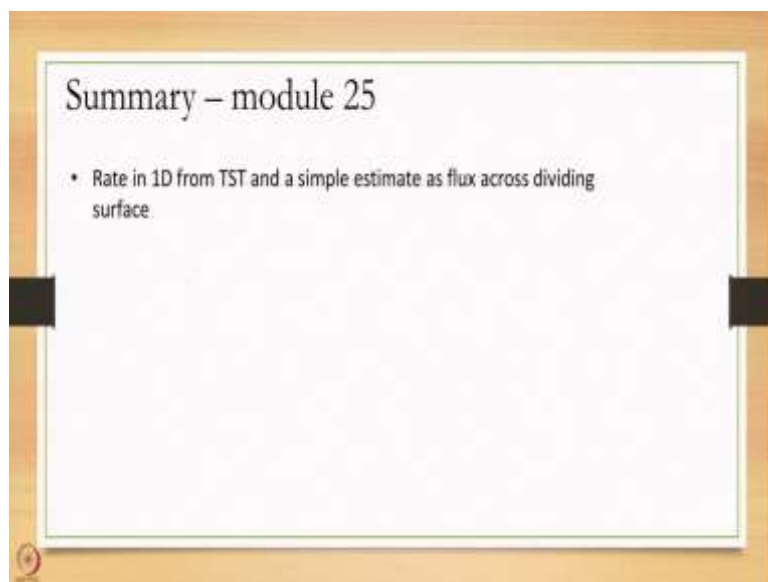 Summary – module 25
• Rate in 1D from TST and a simple estimate as flux across dividing
surface